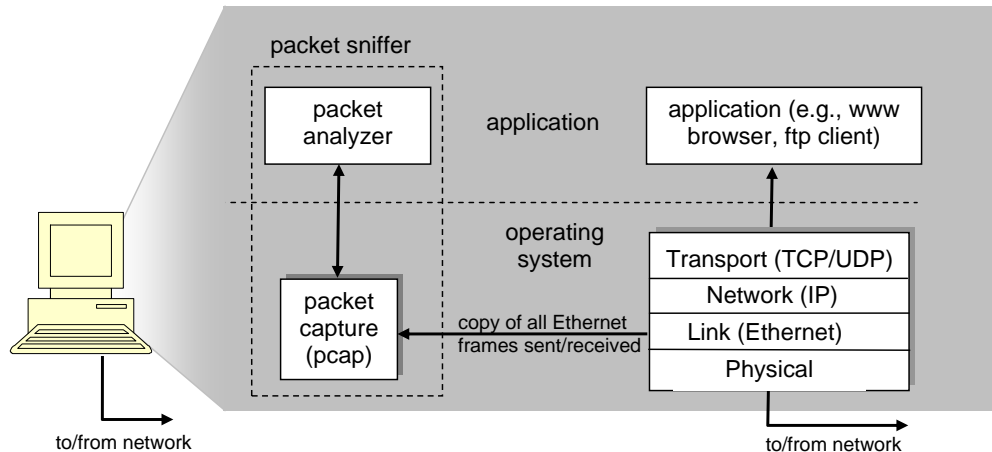 packet sniffer
packet
analyzer
application
application (e.g., www
browser, ftp client)
operating
system
packet
capture
(pcap)
copy of all Ethernet
frames sent/received
Transport (TCP/UDP)
Network (IP)
Link (Ethernet)
Physical
to/from network
to/from network